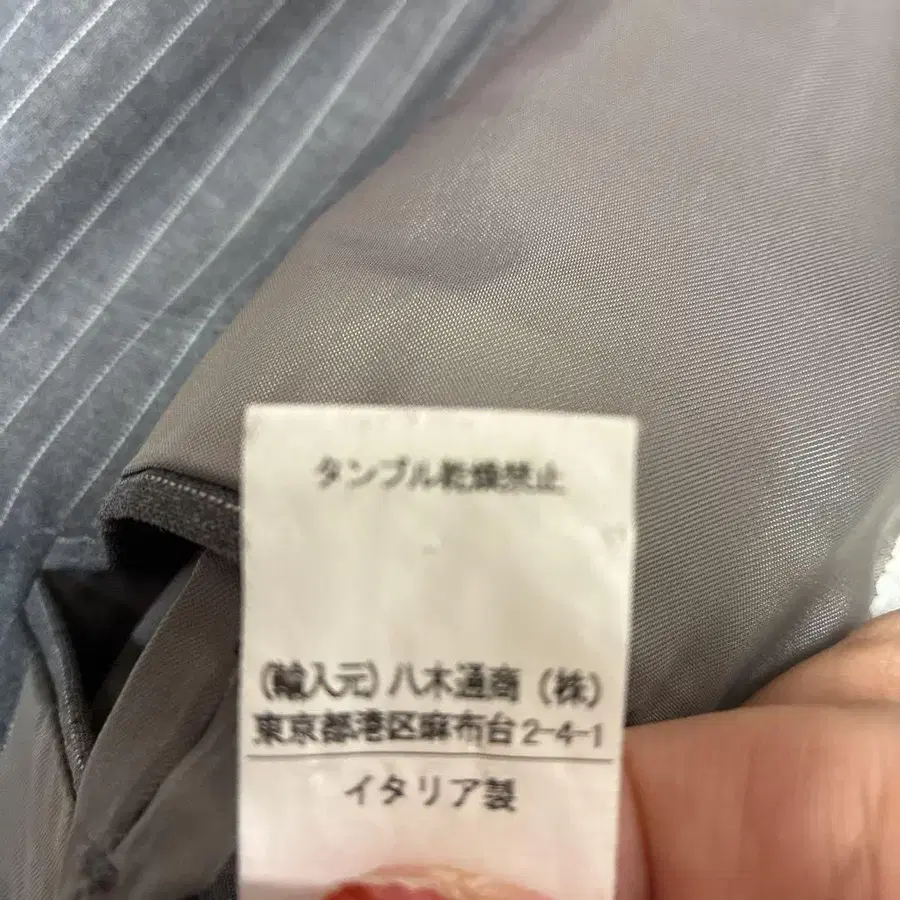 タンブル乾燥禁止
(輸入元) 八木通商 (株)
東京都港区麻布台2-4-1
イタリア製